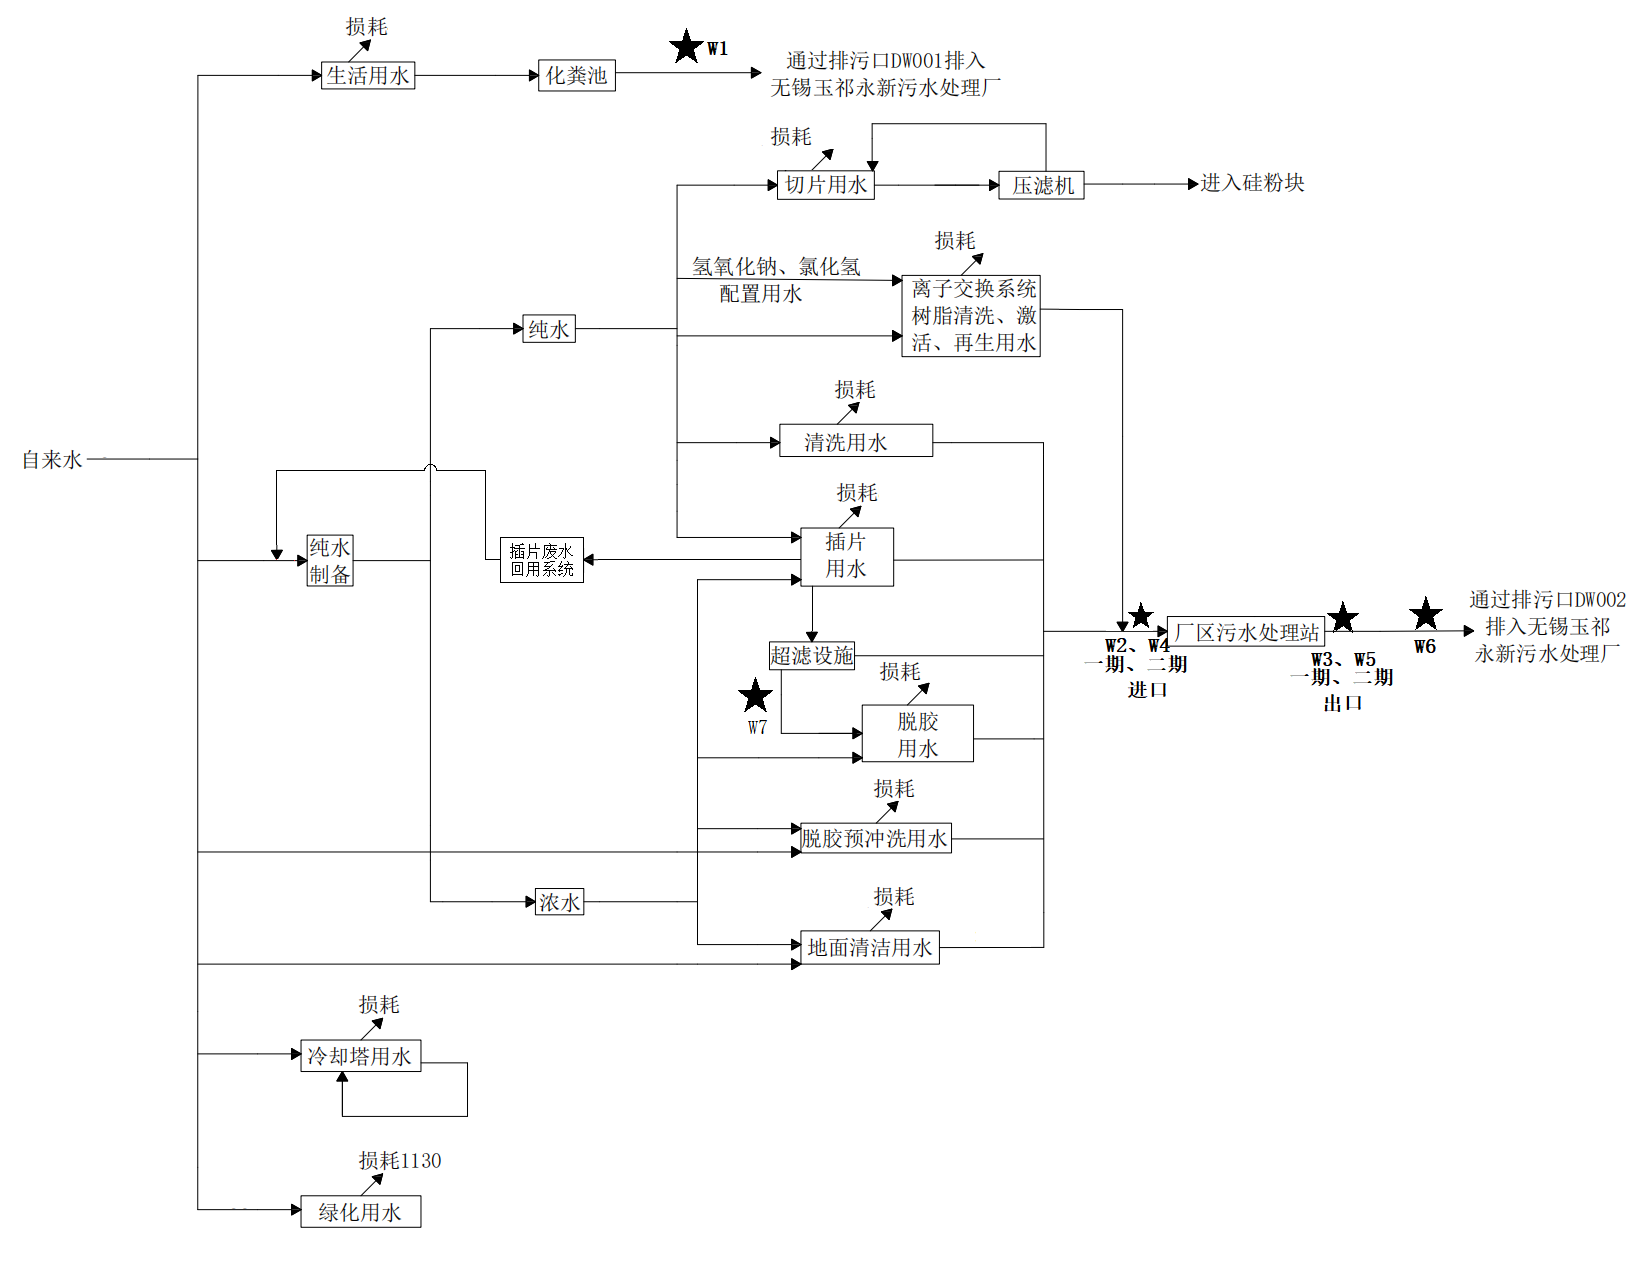 损耗
生活用水
化粪池
W1
通过排污口DW001排入
无锡玉祁永新污水处理厂
损耗
切片用水
压滤机
进入硅粉块
损耗
氢氧化钠、氯化氢
配置用水
离子交换系统
树脂清洗、激
活、再生用水
纯水
损耗
清洗用水
自来水
损耗
插片
用水
纯水
制备
插片废水
回用系统
超滤设施
W7
损耗
脱胶
用水
W2、W4
一期、二期
进口
厂区污水处理站
W3、W5
一期、二期
出口
W6
通过排污口DW002
排入无锡玉祁
永新污水处理厂
损耗
脱胶预冲洗用水
浓水
损耗
地面清洁用水
损耗
冷却塔用水
损耗1130
绿化用水